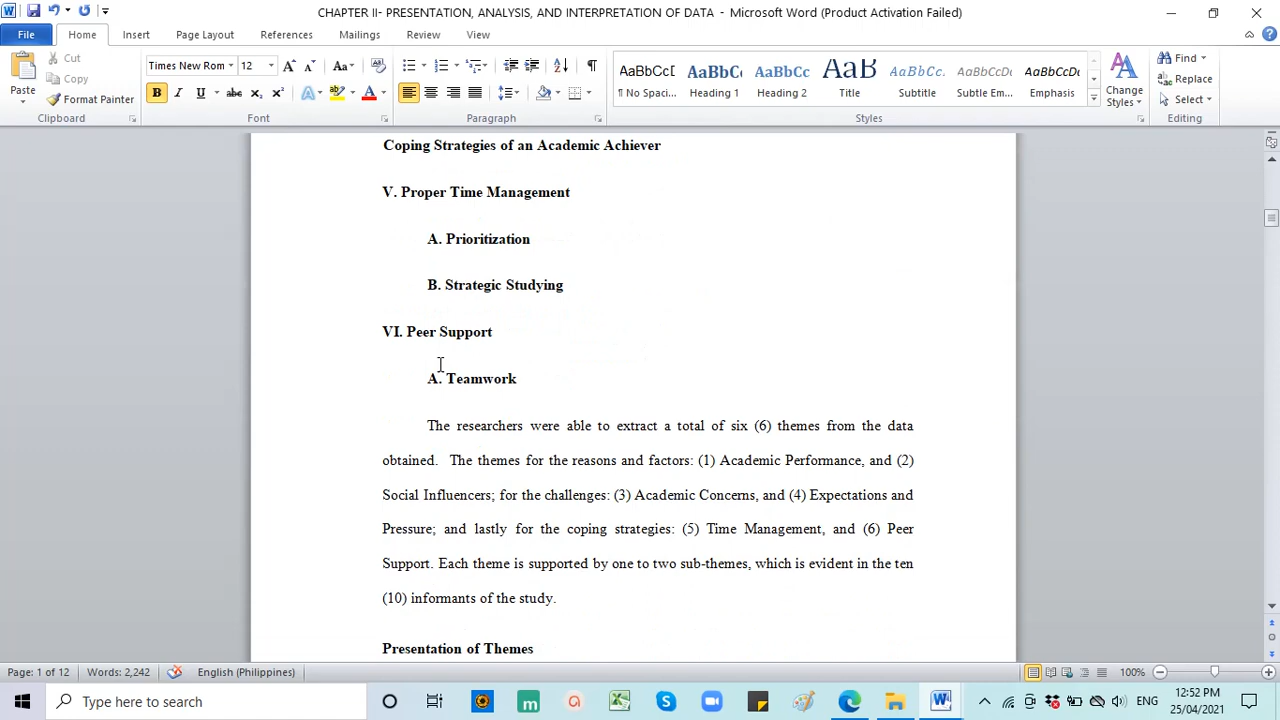 CHAPTER II- PRESENTATION, ANALYSIS, AND INTERPRETATION OF DATA - Microsoft Word (Product Activation Failed)
File Home Insert Page Layout References Mailings Review View
Cut
Copy
Format Painter
Paste
Clipboard
Times New Rom 12
Font
Paragraph
AaBbCcD AaBbC AaBbCc AaB AaBbCc. AaBbCcDc AaBbCcDc
¶ No Spaci... Heading 1 Heading 2 Title Subtitle Subtle Em... Emphasis
Change Styles
Styles
Find
Replace
Select
Editing
Coping Strategies of an Academic Achiever
V. Proper Time Management
A. Prioritization
B. Strategic Studying
VI. Peer Support
A. Teamwork
The researchers were able to extract a total of six (6) themes from the data
obtained. The themes for the reasons and factors: (1) Academic Performance, and (2)
Social Influencers; for the challenges: (3) Academic Concerns, and (4) Expectations and
Pressure; and lastly for the coping strategies: (5) Time Management, and (6) Peer
Support. Each theme is supported by one to two sub-themes, which is evident in the ten
(10) informants of the study.
Presentation of Themes
Page: 1 of 12 Words: 2,242 English (Philippines) 100%
Type here to search
ENG
12:52 PM
25/04/2021